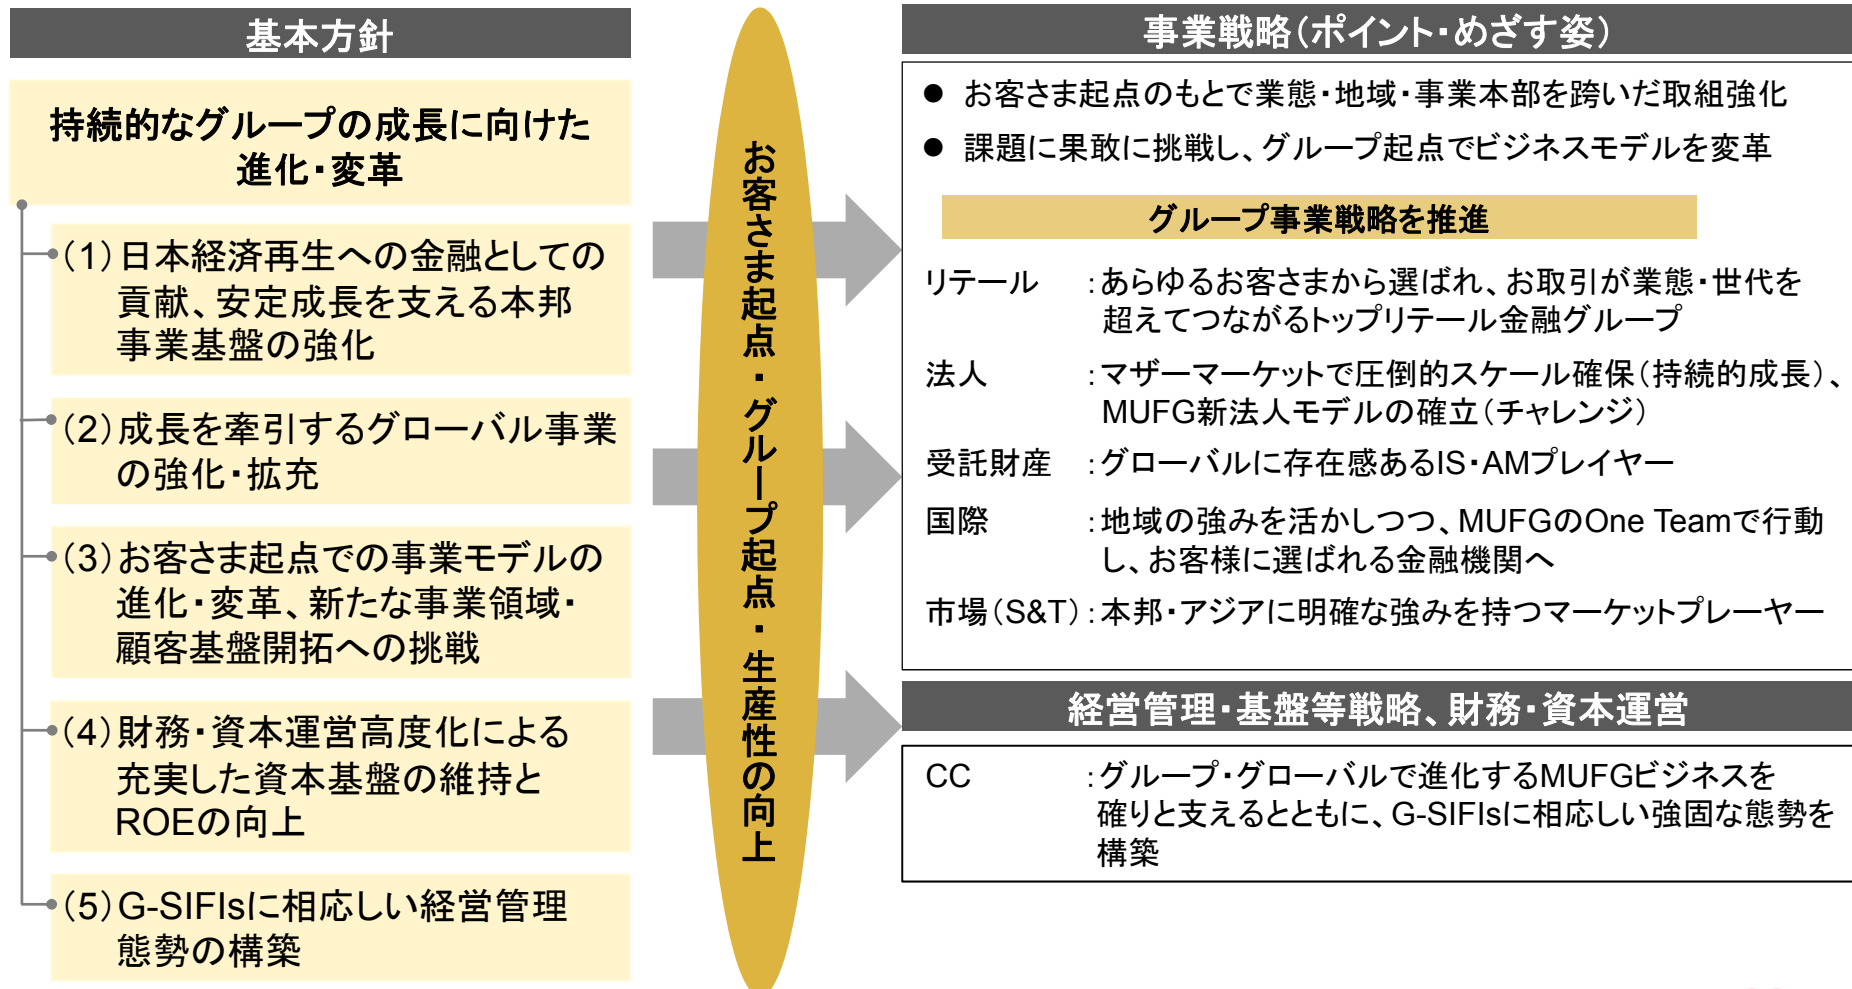 基本方針
持続的なグループの成長に向けた
進化・変革
(1)日本経済再生への金融としての
貢献、安定成長を支える本邦
事業基盤の強化
(2)成長を牽引するグローバル事業
の強化・拡充
(3)お客さま起点での事業モデルの
進化・変革、新たな事業領域・
顧客基盤開拓への挑戦
(4)財務・資本運営高度化による
充実した資本基盤の維持と
ROEの向上
(5)G-SIFIsに相応しい経営管理
態勢の構築
お客さま起点・グループ起点・生産性の向上
事業戦略(ポイント・めざす姿)
● お客さま起点のもとで業態・地域・事業本部を跨いだ取組強化
● 課題に果敢に挑戦し、グループ起点でビジネスモデルを変革
グループ事業戦略を推進
リテール :あらゆるお客さまから選ばれ、お取引が業態・世代を
超えてつながるトップリテール金融グループ
法人 :マザーマーケットで圧倒的スケール確保(持続的成長)、
MUFG新法人モデルの確立(チャレンジ)
受託財産 :グローバルに存在感あるIS・AMプレイヤー
国際 :地域の強みを活かしつつ、MUFGのOne Teamで行動
し、お客様に選ばれる金融機関へ
市場(S&T):本邦・アジアに明確な強みを持つマーケットプレーヤー
経営管理・基盤等戦略、財務・資本運営
CC :グループ・グローバルで進化するMUFGビジネスを
確りと支えるとともに、G-SIFIsに相応しい強固な態勢を
構築